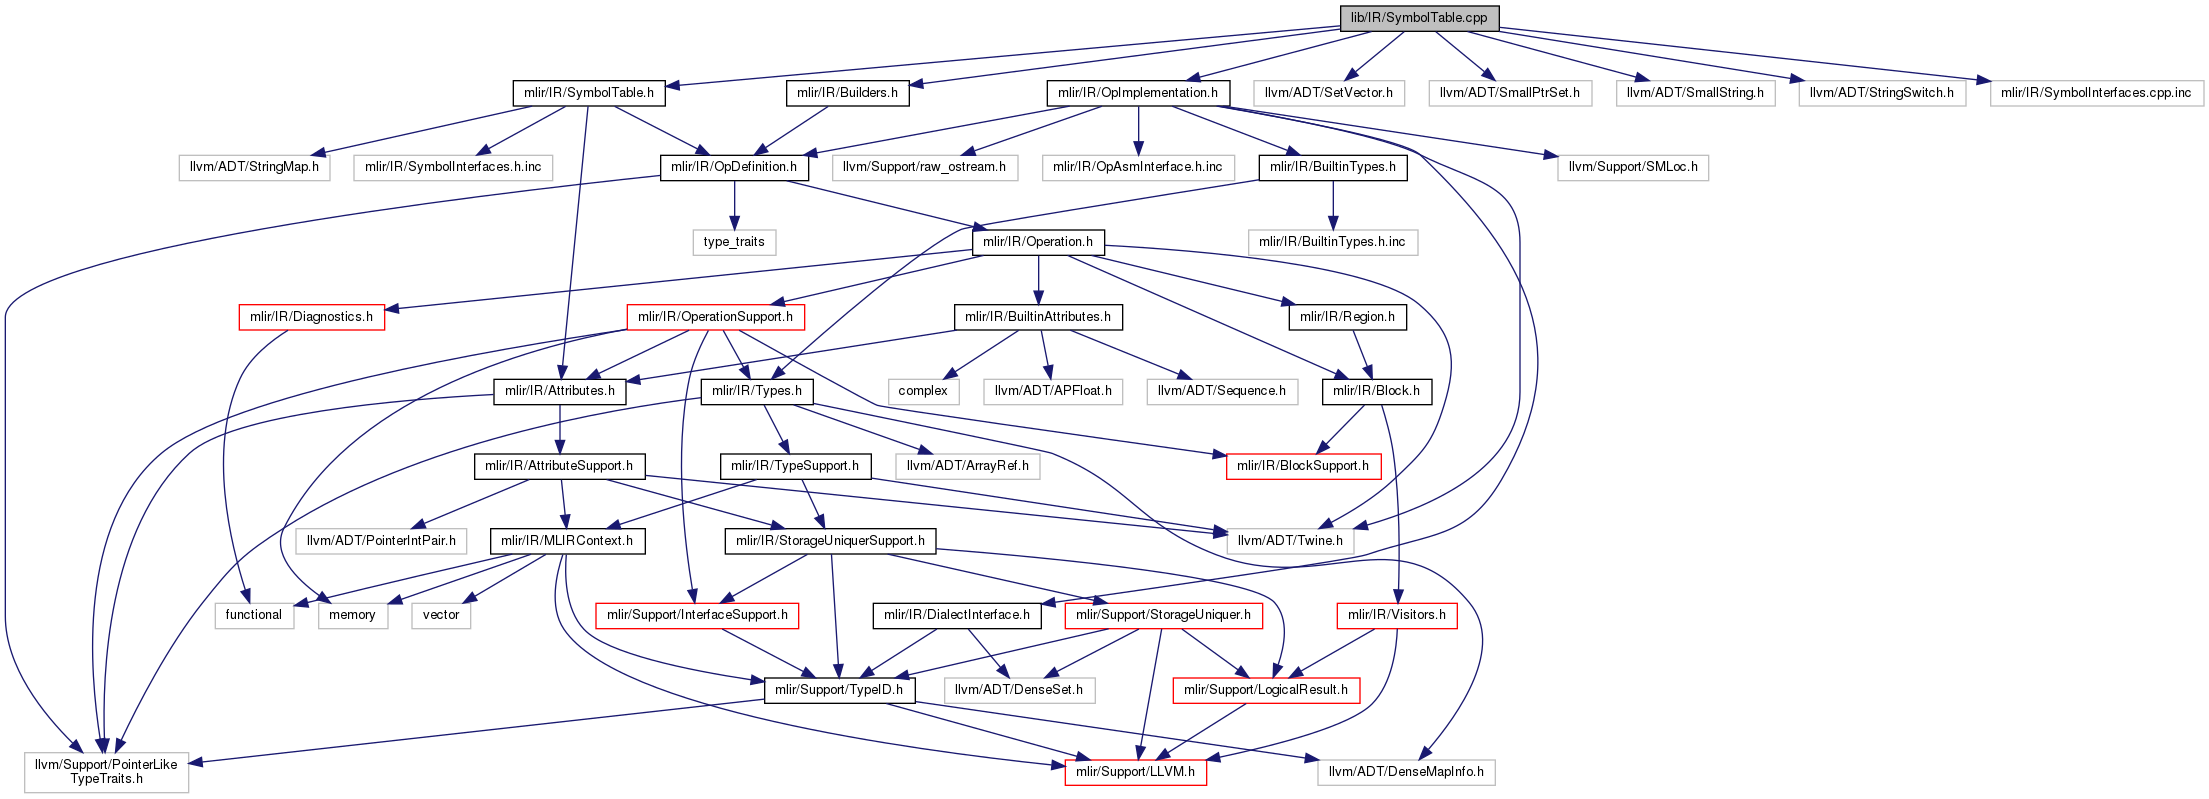 lib/IR/SymbolTable.cpp
mlir/IR/SymbolTable.h
mlir/IR/Builders.h
mlir/IR/OpImplementation.h
llvm/ADT/SetVector.h
llvm/ADT/SmallPtrSet.h
llvm/ADT/SmallString.h
llvm/ADT/StringSwitch.h
mlir/IR/SymbolInterfaces.cpp.inc
llvm/ADT/StringMap.h
mlir/IR/SymbolInterfaces.h.inc
mlir/IR/OpDefinition.h
llvm/Support/raw_ostream.h
mlir/IR/OpAsmInterface.h.inc
mlir/IR/BuiltinTypes.h
llvm/Support/SMLoc.h
type_traits
mlir/IR/Operation.h
mlir/IR/BuiltinTypes.h.inc
mlir/IR/Diagnostics.h
mlir/IR/OperationSupport.h
mlir/IR/BuiltinAttributes.h
mlir/IR/Region.h
mlir/IR/Attributes.h
mlir/IR/Types.h
complex
llvm/ADT/APFloat.h
llvm/ADT/Sequence.h
mlir/IR/Block.h
mlir/IR/AttributeSupport.h
mlir/IR/TypeSupport.h
llvm/ADT/ArrayRef.h
mlir/IR/BlockSupport.h
llvm/ADT/PointerIntPair.h
mlir/IR/MLIRContext.h
mlir/IR/StorageUniquerSupport.h
llvm/ADT/Twine.h
functional
memory
vector
mlir/Support/InterfaceSupport.h
mlir/IR/DialectInterface.h
mlir/Support/StorageUniquer.h
mlir/IR/Visitors.h
mlir/Support/TypeID.h
llvm/ADT/DenseSet.h
mlir/Support/LogicalResult.h
llvm/Support/PointerLike
TypeTraits.h
mlir/Support/LLVM.h
llvm/ADT/DenseMapInfo.h